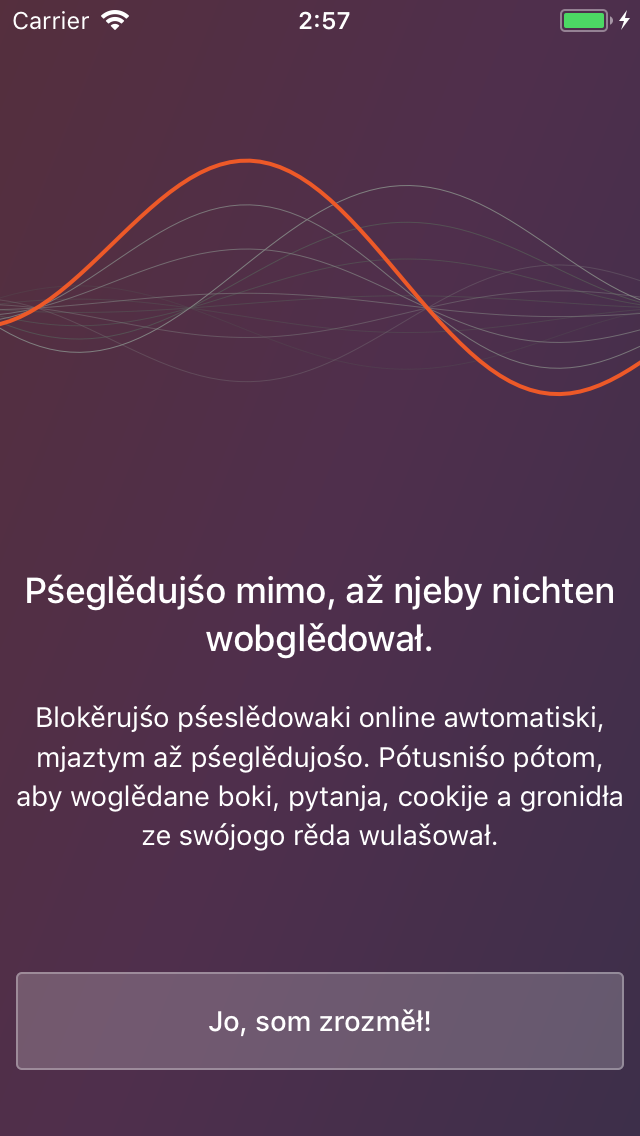 Carrier 2:57
Pśeglědujśo mimo, až njeby nichten
wobglědował.
Blokěrujśo pśeslědowaki online awtomatiski,
mjaztym až pśeglědujośo. Pótusniśo pótom,
aby woglědane boki, pytanja, cookije a gronidła
ze swójogo rěda wulašował.
Jo, som zrozměł!